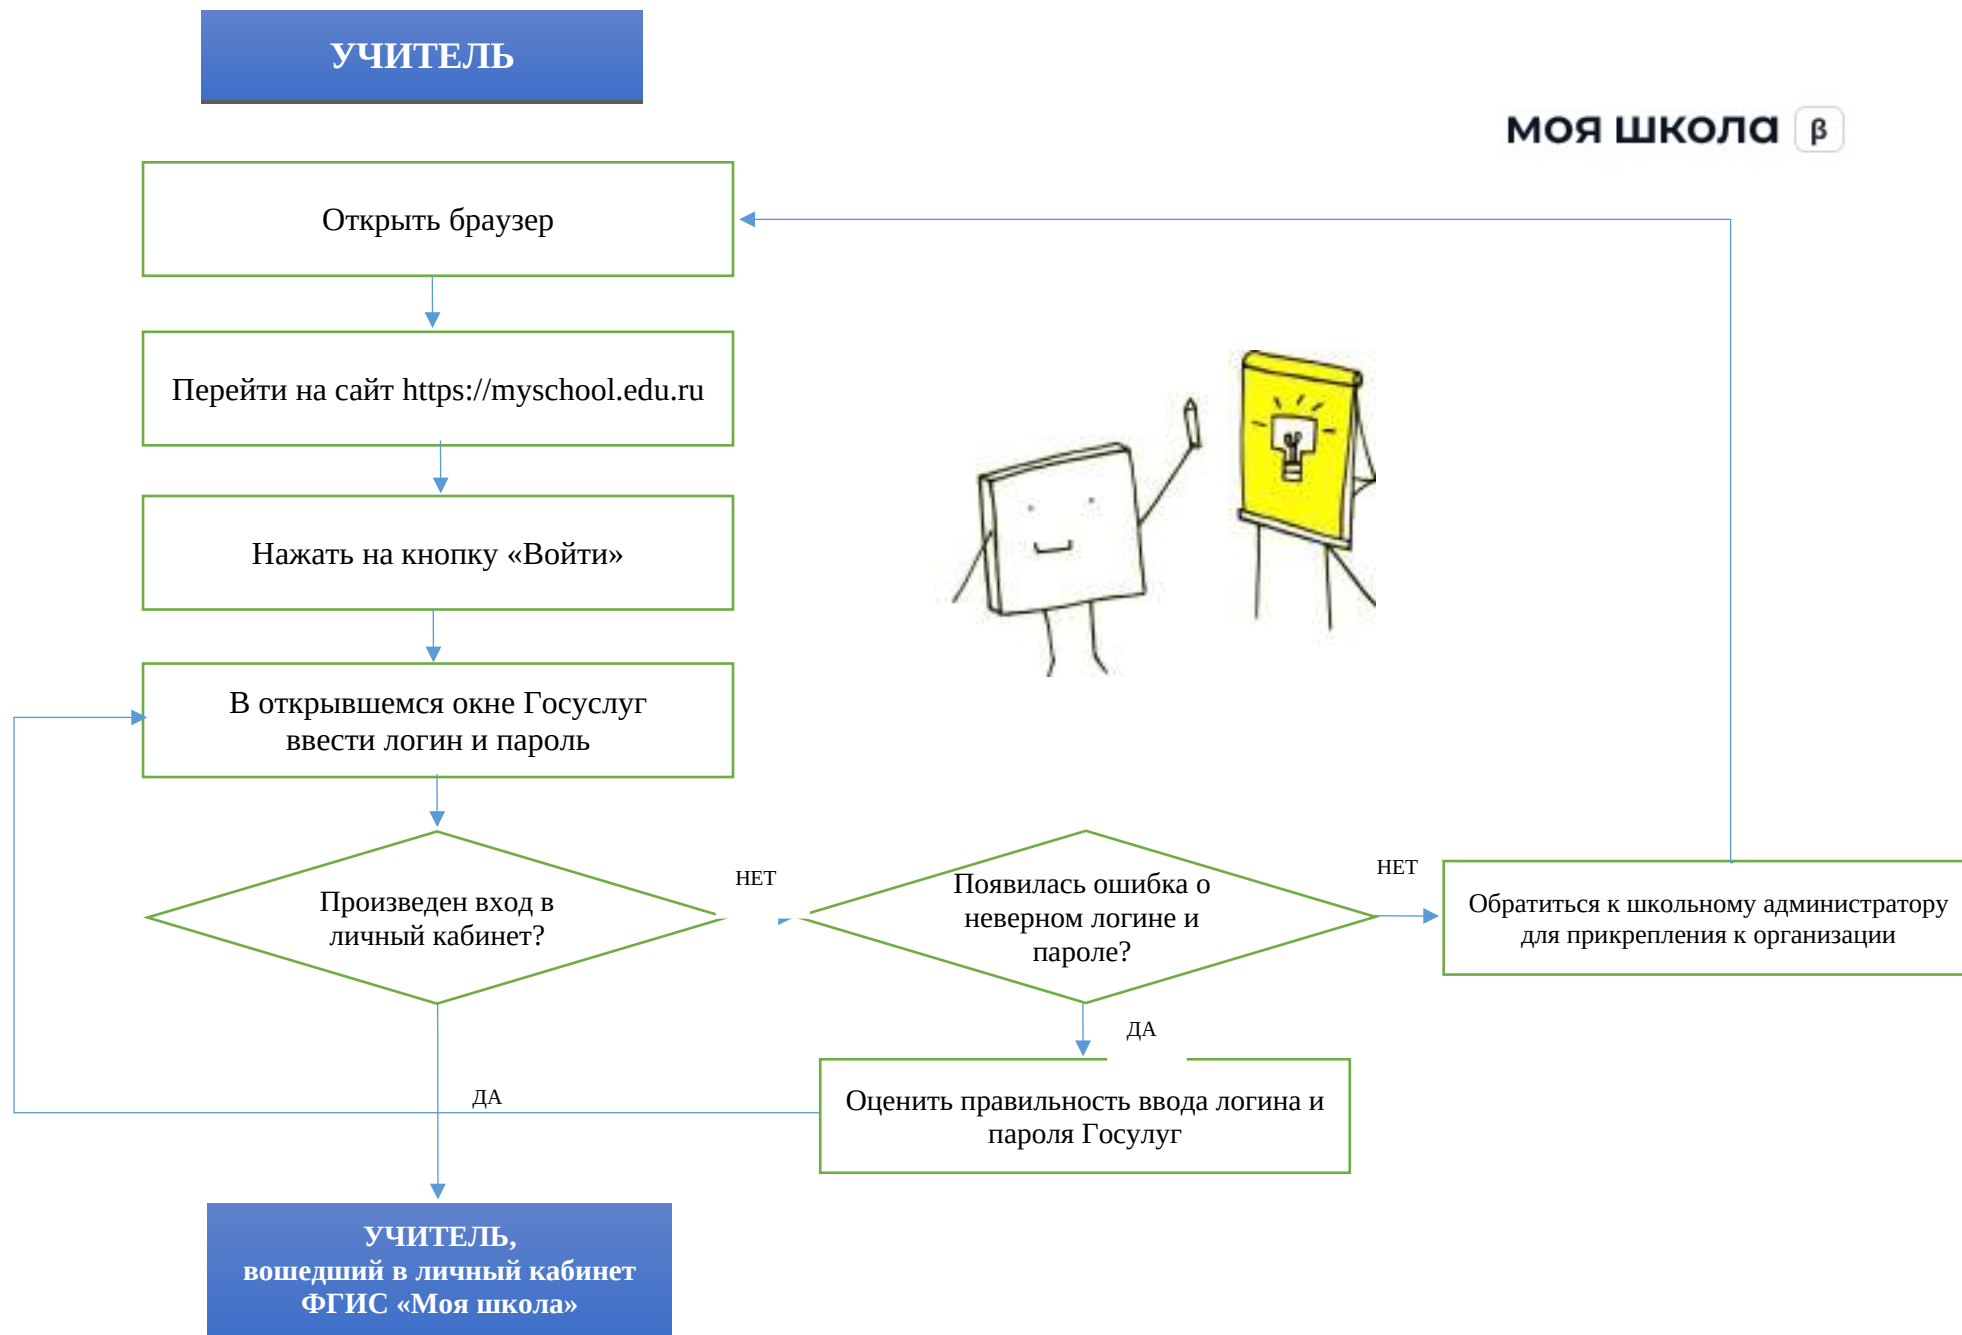 УЧИТЕЛЬ
моя школа β
Открыть браузер
Перейти на сайт https://myschool.edu.ru
Нажать на кнопку «Войти»
В открывшемся окне Госуслуг
ввести логин и пароль
Произведен вход в
личный кабинет?
НЕТ
Появилась ошибка о
неверном логине и
пароле?
НЕТ
Обратиться к школьному администратору
для прикрепления к организации
ДА
Оценить правильность ввода логина и
пароля Госулуг
ДА
УЧИТЕЛЬ,
вошедший в личный кабинет
ФГИС «Моя школа»